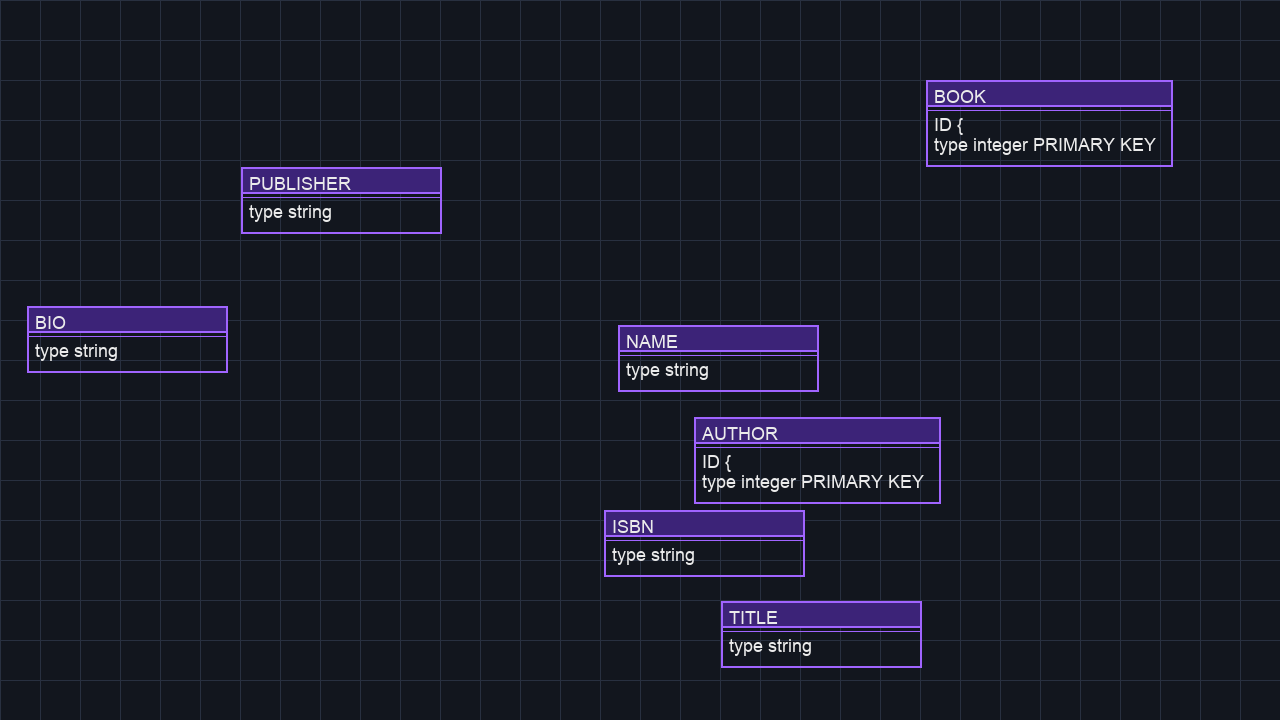 BOOK
ID {
type integer PRIMARY KEY
PUBLISHER
type string
BIO
type string
NAME
type string
AUTHOR
ID {
type integer PRIMARY KEY
ISBN
type string
TITLE
type string